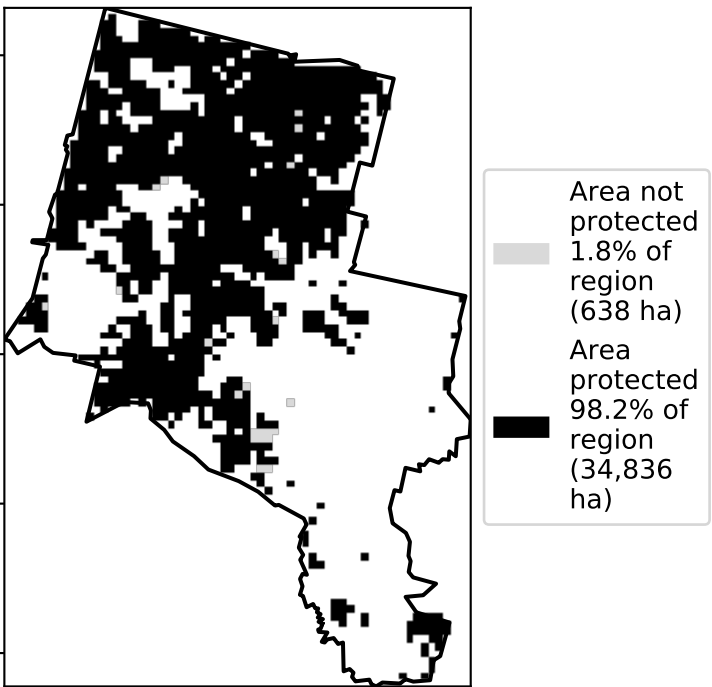 Area not
protected
1.8% of
region
(638 ha)
Area
protected
98.2% of
region
(34,836
ha)